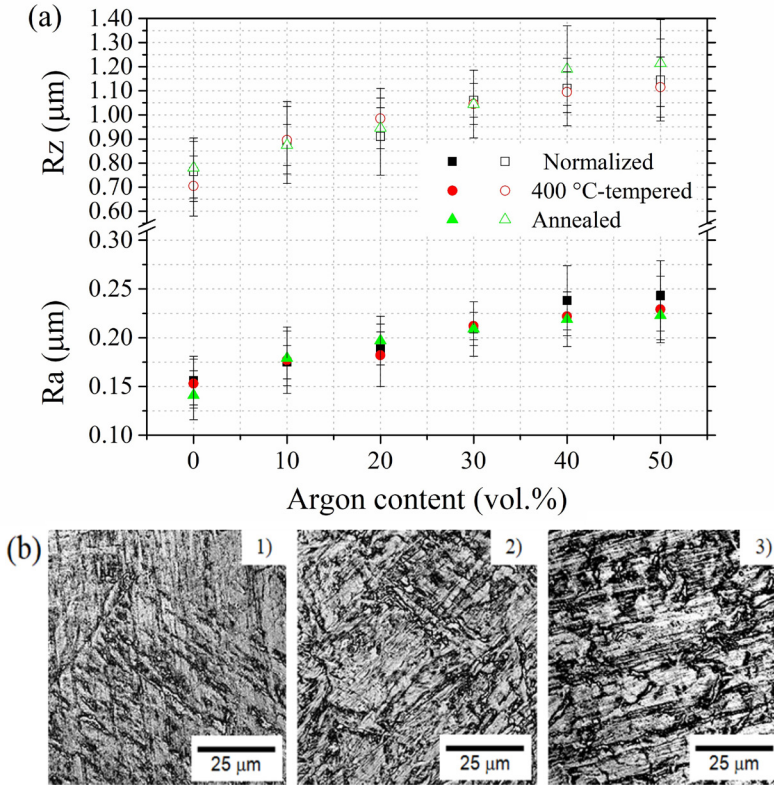 (a)
Rz (μm)
1.40
1.30
1.20
1.10
1.00
0.90
0.80
0.70
0.60
Normalized
400 °C-tempered
Annealed
Ra (μm)
0.30
0.25
0.20
0.15
0.10
0 10 20 30 40 50
Argon content (vol.%)
(b)
1)
2)
3)
25 μm
25 μm
25 μm